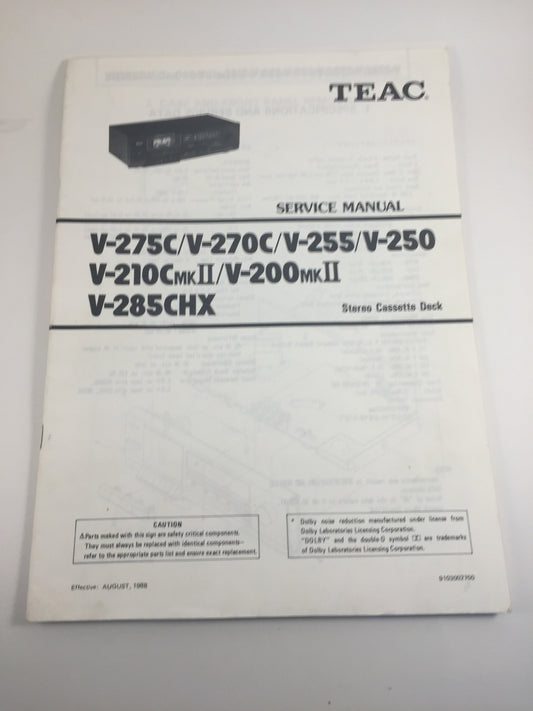 TEAC
SERVICE MANUAL
V-275C/V-270C/V-255/V-250
V-210CMKII/V-200MKII
V-285CHX
Stereo Cassette Deck
CAUTION
⚠Parts maked with this sign are safety critical components.
They must always be replaced with identical components–
refer to the appropriate parts list and ensure exact replacement.
* Dolby noise reduction manufactured under license from
Dolby Laboratories Licensing Corporation.
"DOLBY" and the double-D symbol are trademarks
of Dolby Laboratories Licensing Corporation.
Effective: AUGUST, 1988
9103002700